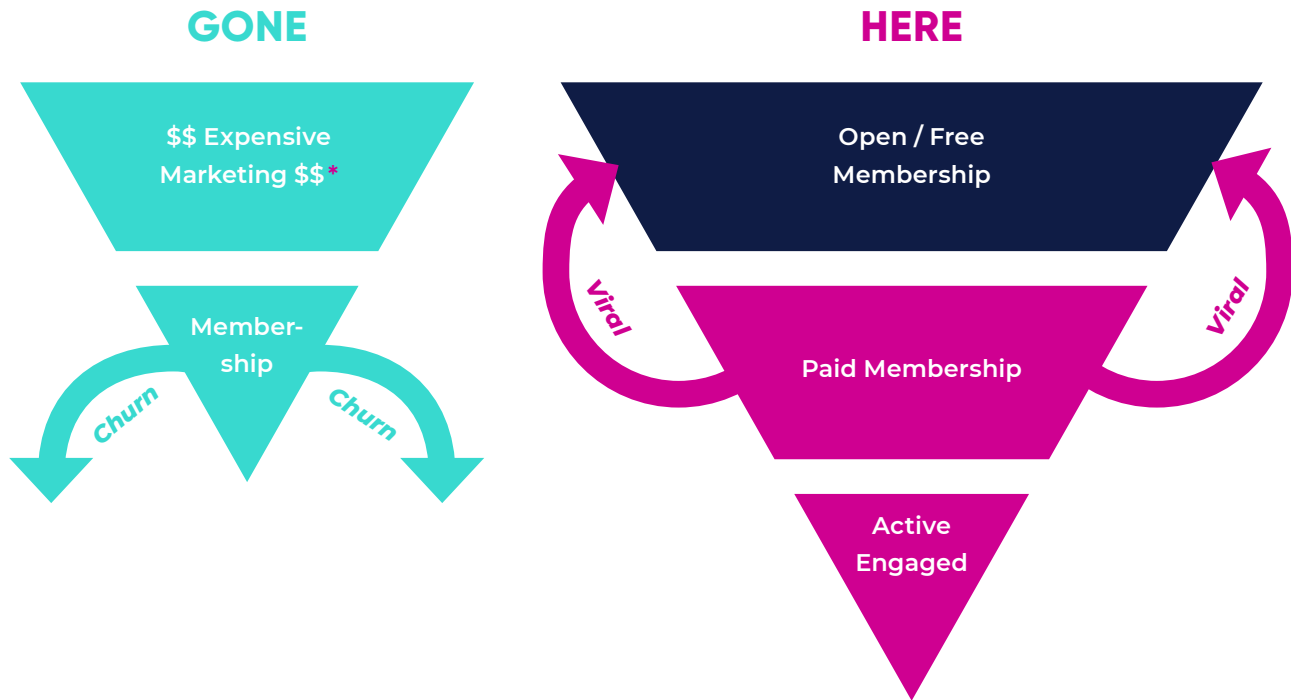 GONE
$$ Expensive
Marketing $$*
Member-
ship
Churn
Churn
HERE
Open / Free
Membership
Viral
Viral
Paid Membership
Active
Engaged